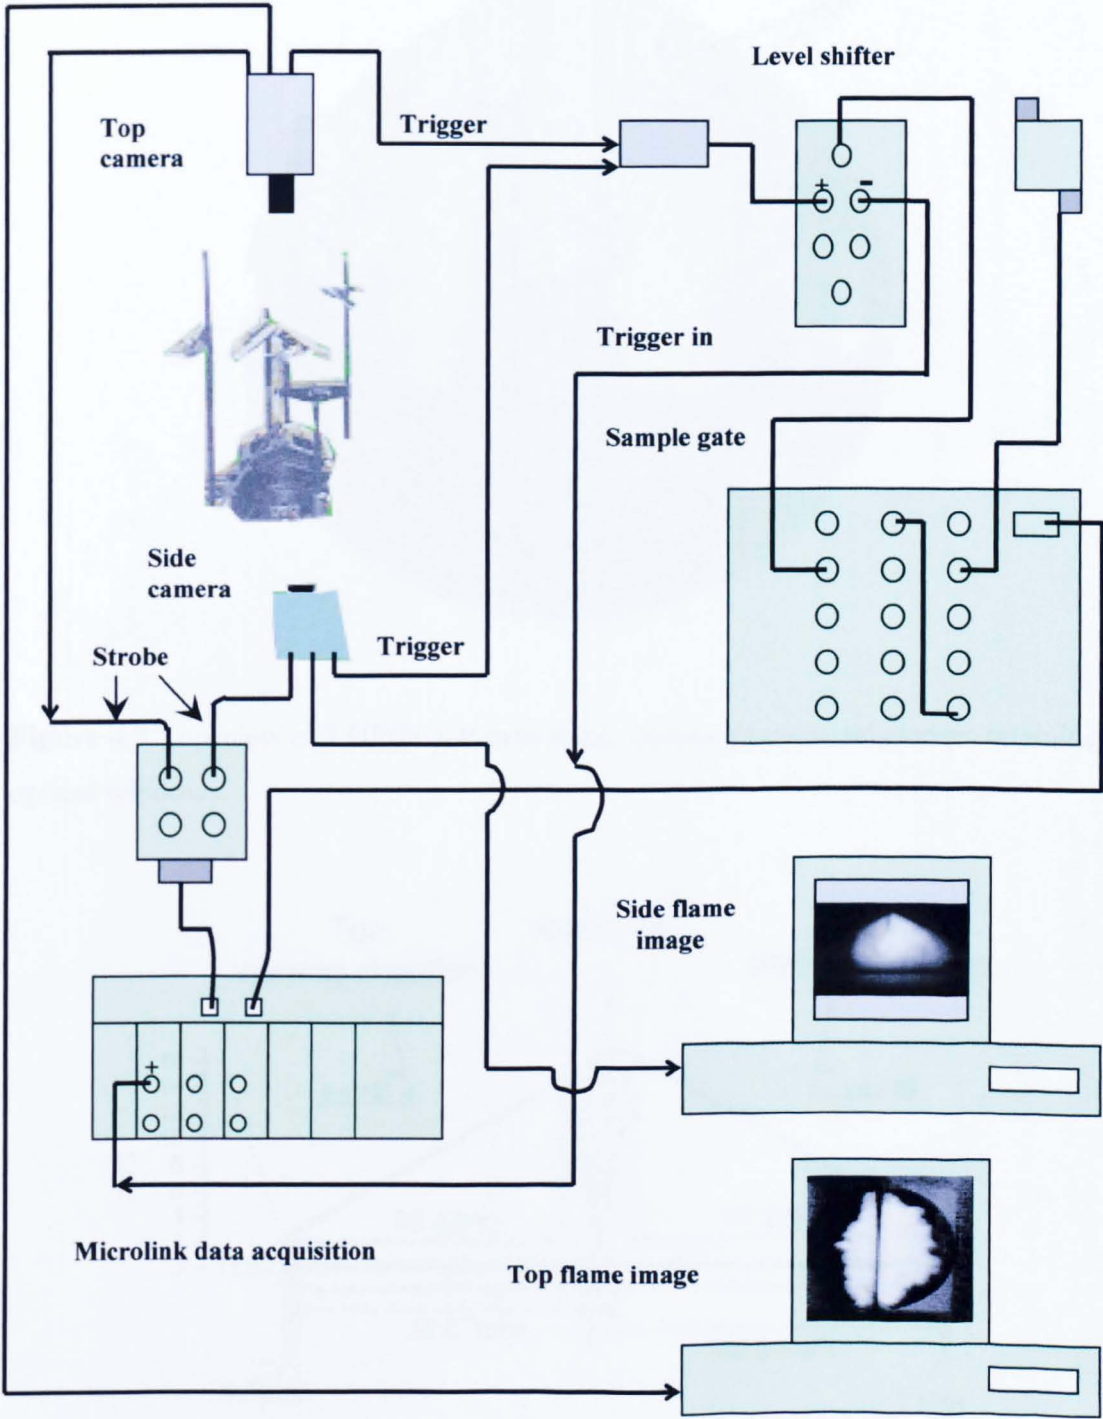 Level shifter
Top
camera
Trigger
+ -
Trigger in
Sample gate
Side
camera
Trigger
Strobe
Side flame
image
+
Microlink data acquisition
Top flame image